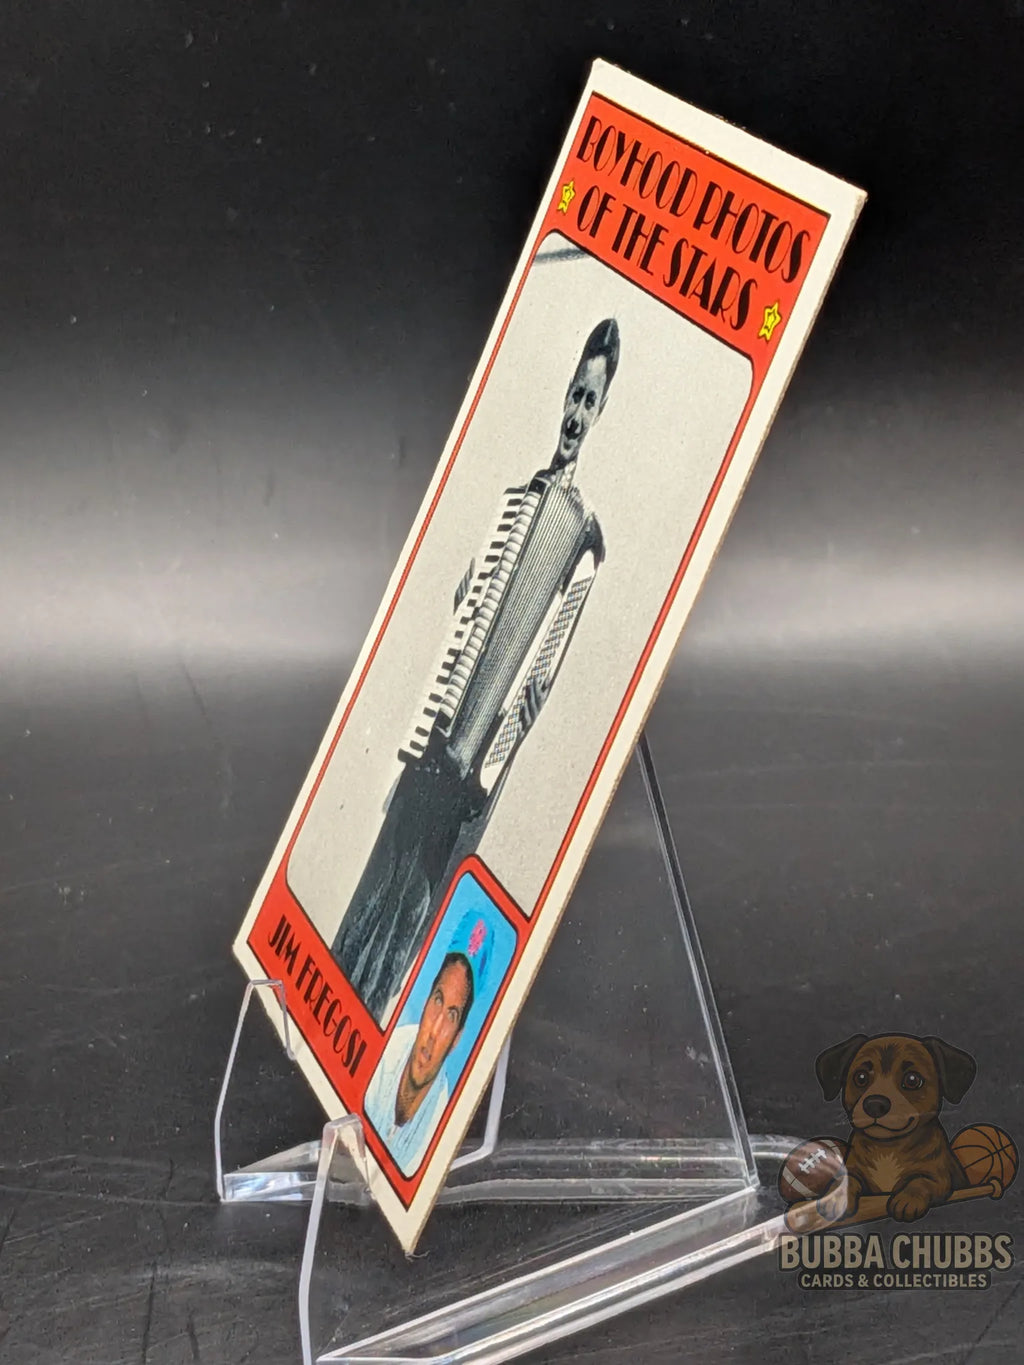 BOYHOOD PHOTOS
OF THE STARS
JIM FREGOSI
BUBBA CHUBBS
CARDS & COLLECTIBLES